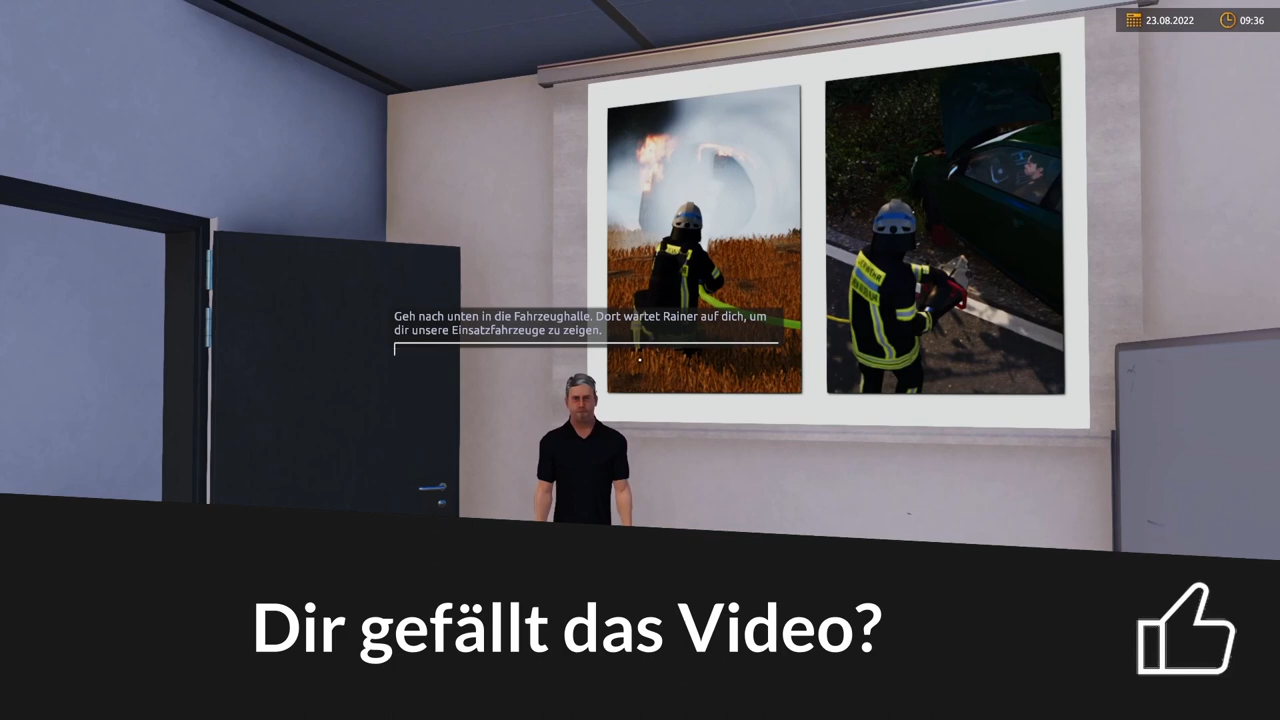 23.08.2022
09:36
FEUERWEHR
Geh nach unten in die Fahrzeughalle. Dort wartet Rainer auf dich, um
dir unsere Einsatzfahrzeuge zu zeigen.
Dir gefällt das Video?